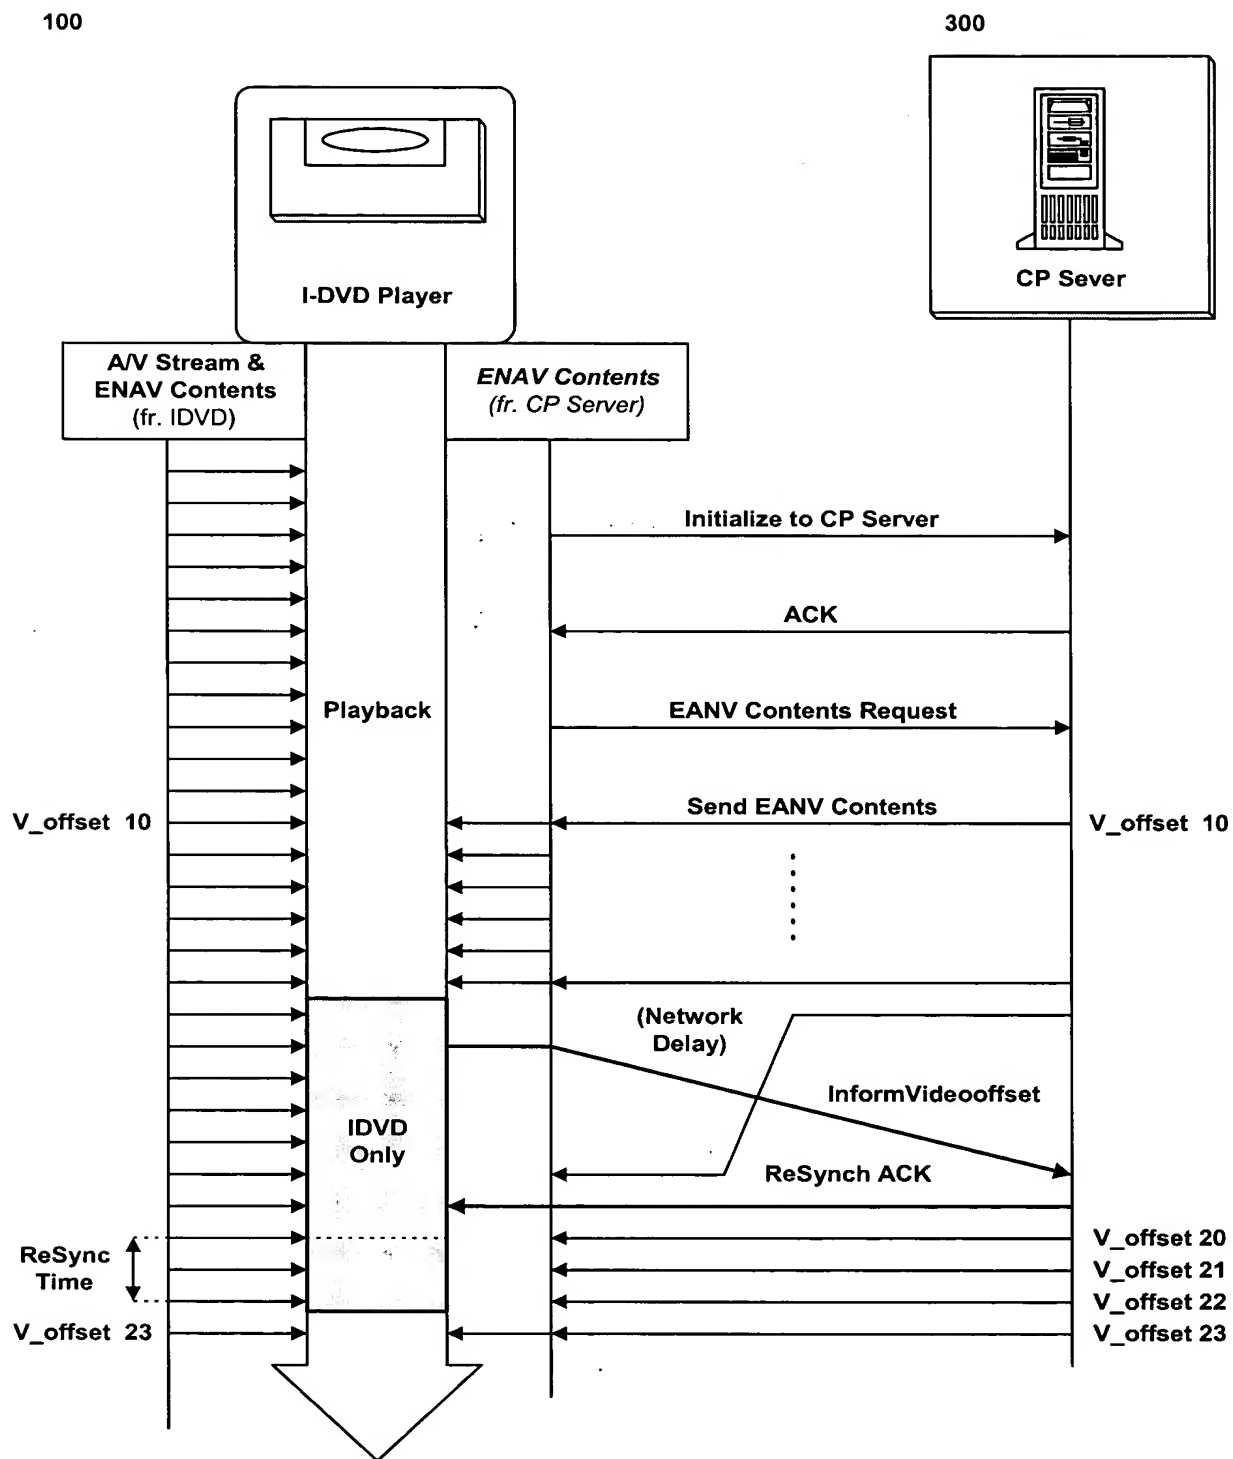 100
300
I-DVD Player
CP Sever
A/V Stream &
ENAV Contents
(fr. IDVD)
ENAV Contents
(fr. CP Server)
Initialize to CP Server
ACK
Playback
EANV Contents Request
Send EANV Contents
V_offset 10
V_offset 10
(Network
Delay)
InformVideooffset
IDVD
Only
ReSynch ACK
ReSync
Time
V_offset 20
V_offset 21
V_offset 22
V_offset 23
V_offset 23